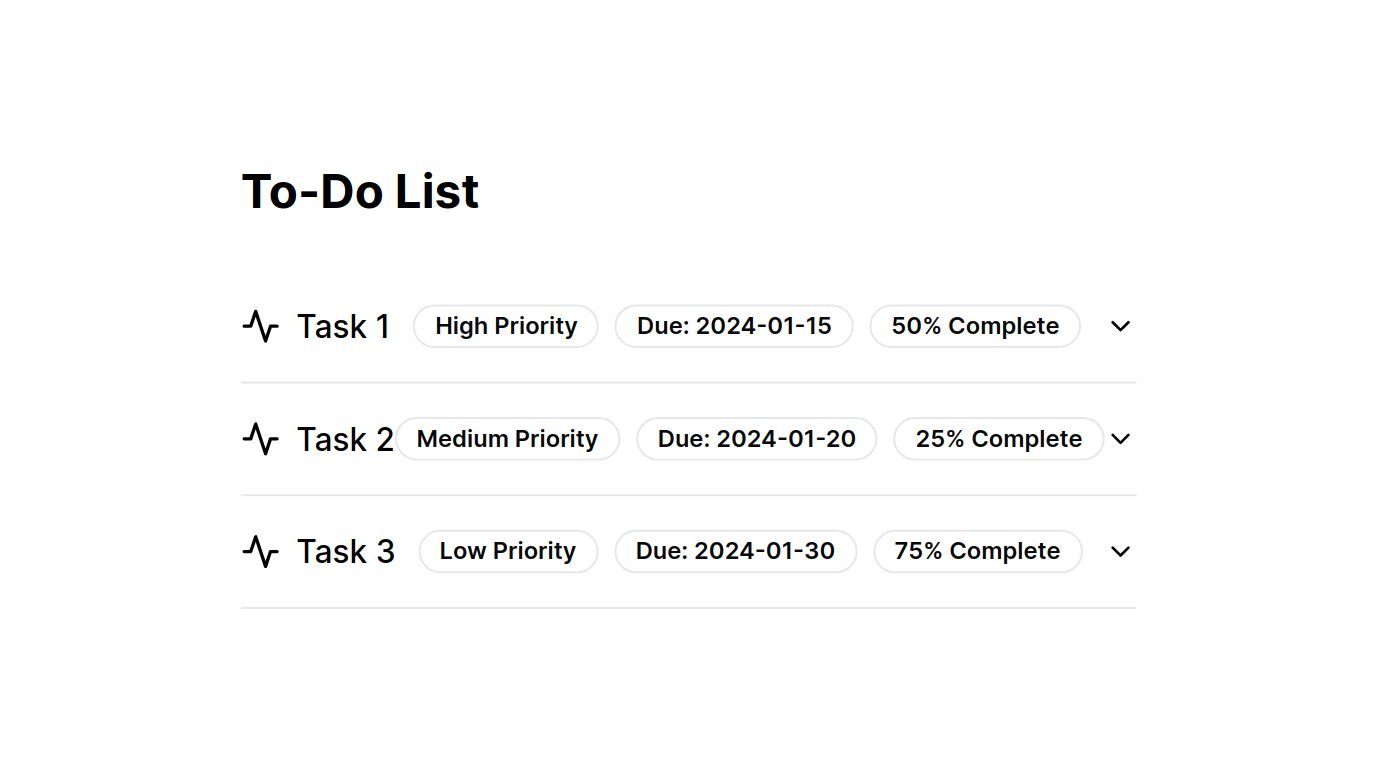 To-Do List
Task 1 High Priority Due: 2024-01-15 50% Complete
Task 2 Medium Priority Due: 2024-01-20 25% Complete
Task 3 Low Priority Due: 2024-01-30 75% Complete